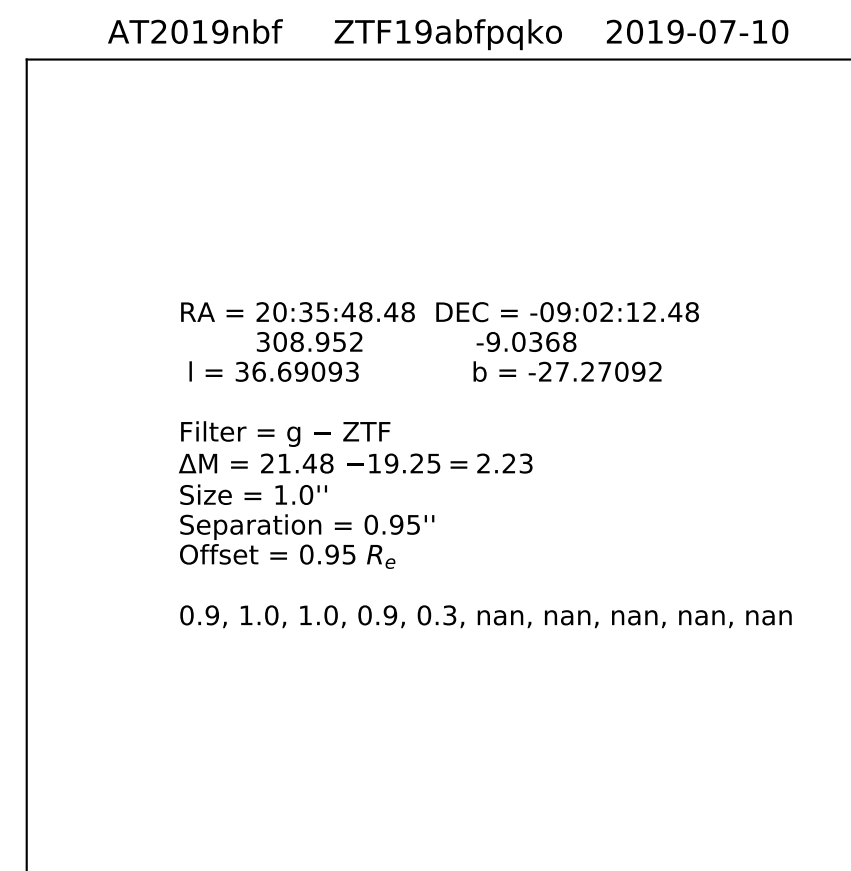 AT2019nbf ZTF19abfpqko 2019-07-10
RA = 20:35:48.48 DEC = -09:02:12.48
308.952 -9.0368
l = 36.69093 b = -27.27092
Filter = g − ZTF
ΔM = 21.48 −19.25 = 2.23
Size = 1.0''
Separation = 0.95''
Offset = 0.95 Rₑ
0.9, 1.0, 1.0, 0.9, 0.3, nan, nan, nan, nan, nan